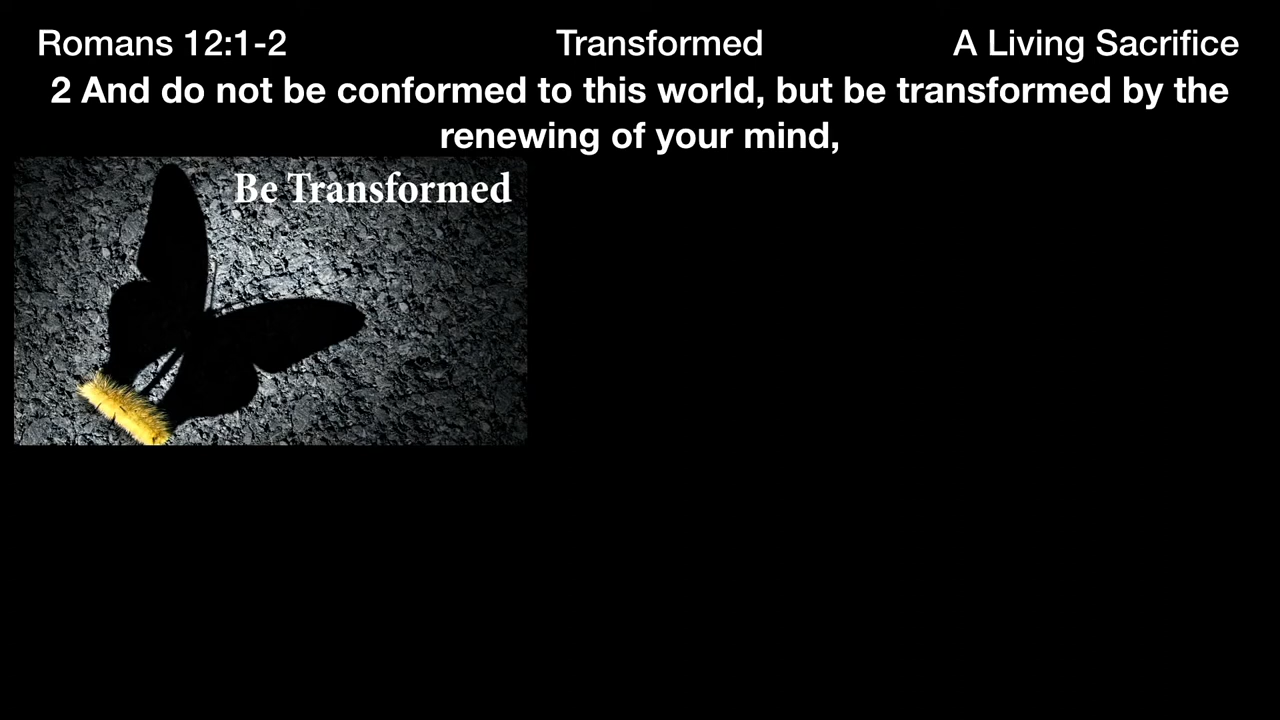 Romans 12:1-2 Transformed A Living Sacrifice
2 And do not be conformed to this world, but be transformed by the
renewing of your mind,
Be Transformed